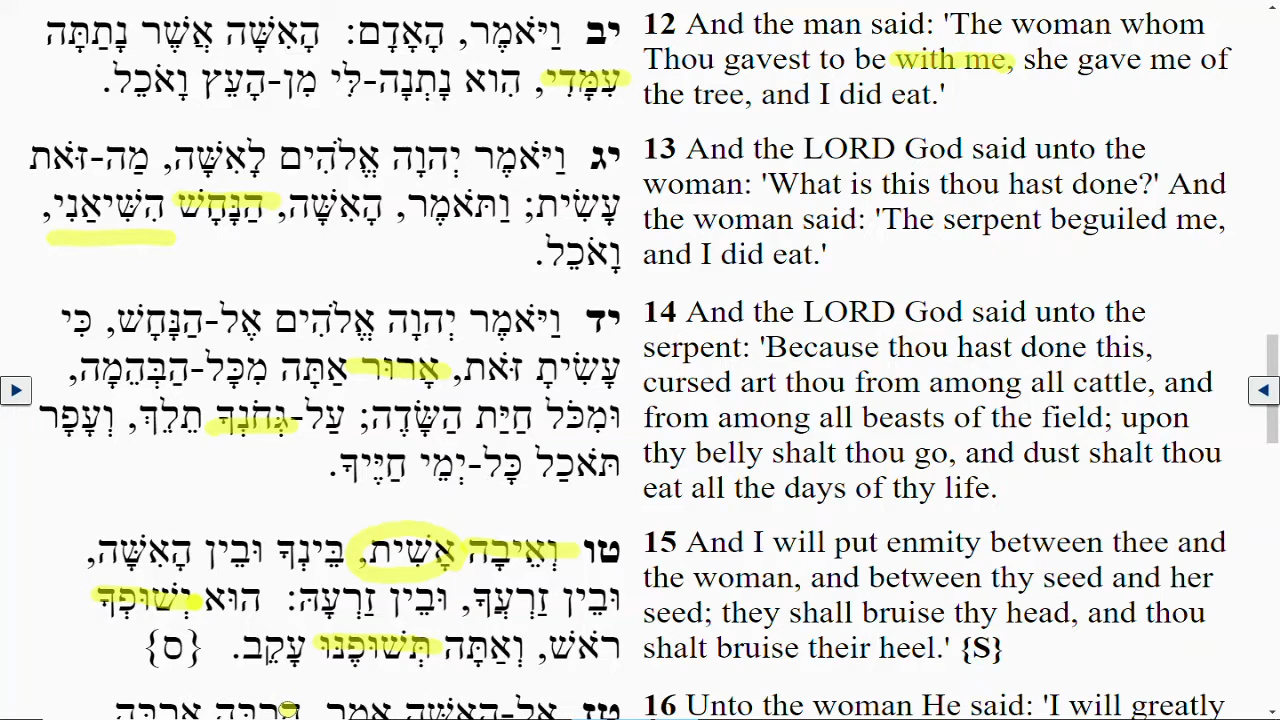 יב וַיֹּאמֶר, הָאָדָם: הָאִשָּׁה אֲשֶׁר נָתַתָּה
עִמָּדִי, הִוא נָתְנָה-לִּי מִן-הָעֵץ וָאֹכֵל.
12 And the man said: 'The woman whom
Thou gavest to be with me, she gave me of
the tree, and I did eat.'
יג וַיֹּאמֶר יְהוָה אֱלֹהִים לָאִשָּׁה, מַה-זֹּאת
עָשִׂית; וַתֹּאמֶר, הָאִשָּׁה, הַנָּחָשׁ הִשִּׁיאַנִי,
וָאֹכֵל.
13 And the LORD God said unto the
woman: 'What is this thou hast done?' And
the woman said: 'The serpent beguiled me,
and I did eat.'
יד וַיֹּאמֶר יְהוָה אֱלֹהִים אֶל-הַנָּחָשׁ, כִּי
עָשִׂיתָ זֹּאת, אָרוּר אַתָּה מִכָּל-הַבְּהֵמָה,
וּמִכֹּל חַיַּת הַשָּׂדֶה; עַל-גְּחֹנְךָ תֵלֵךְ, וְעָפָר
תֹּאכַל כָּל-יְמֵי חַיֶּיךָ.
14 And the LORD God said unto the
serpent: 'Because thou hast done this,
cursed art thou from among all cattle, and
from among all beasts of the field; upon
thy belly shalt thou go, and dust shalt thou
eat all the days of thy life.
טו וְאֵיבָה אָשִׁית, בֵּינְךָ וּבֵין הָאִשָּׁה,
וּבֵין זַרְעֲךָ, וּבֵין זַרְעָהּ: הוּא יְשׁוּפְךָ
רֹאשׁ, וְאַתָּה תְּשׁוּפֶנּוּ עָקֵב. {ס}
15 And I will put enmity between thee and
the woman, and between thy seed and her
seed; they shall bruise thy head, and thou
shalt bruise their heel.' {S}
טז אֶל-הָאִשָּׁה אָמַר, הַרְבָּה אַרְבֶּה
16 Unto the woman He said: 'I will greatly